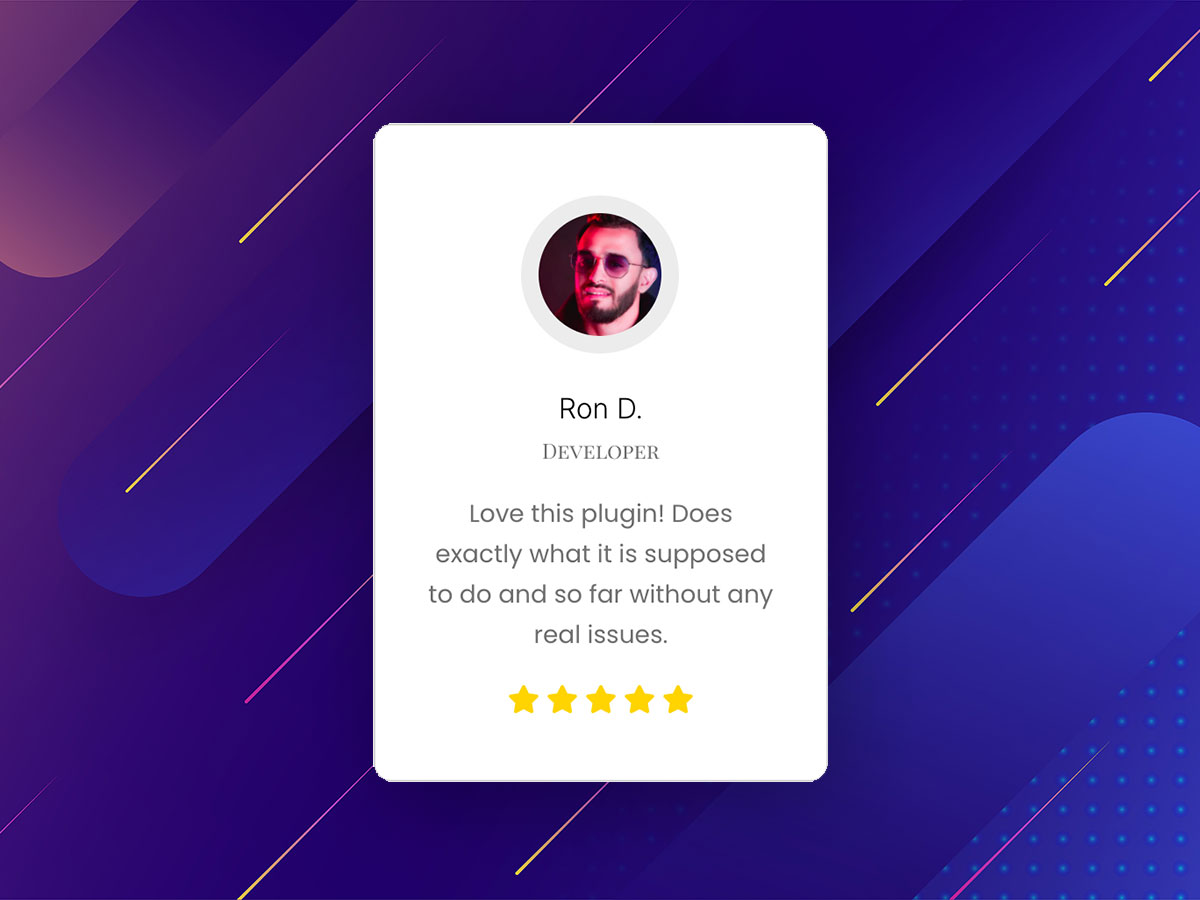 Ron D.
Developer
Love this plugin! Does
exactly what it is supposed
to do and so far without any
real issues.